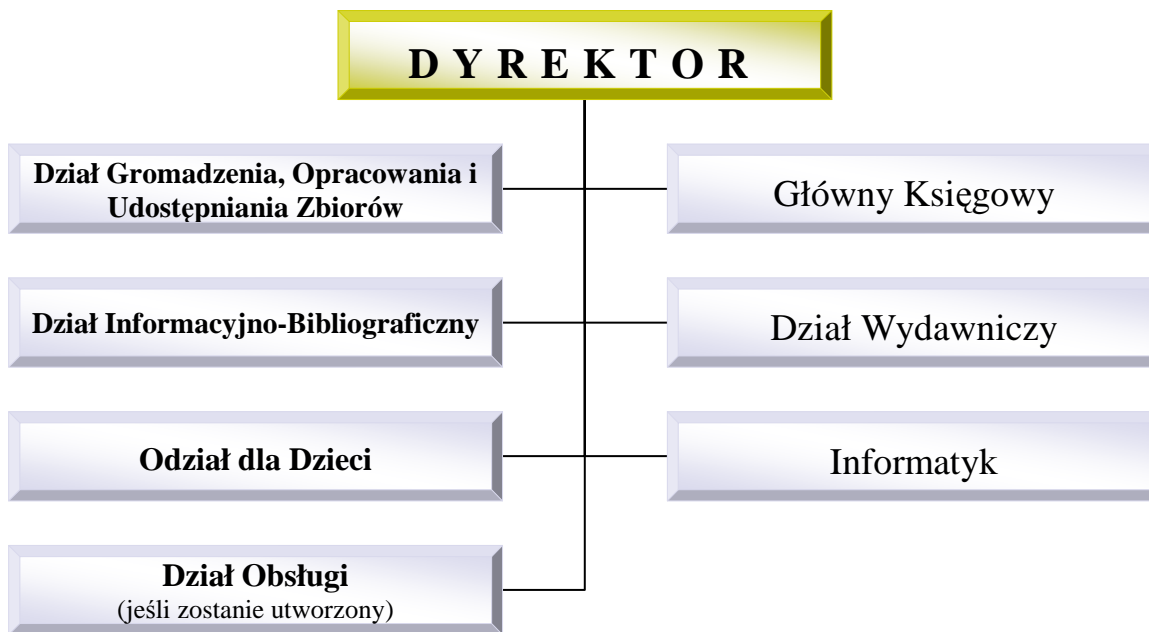 DYREKTOR
Dział Gromadzenia, Opracowania i
Udostępniania Zbiorów
Główny Księgowy
Dział Informacyjno-Bibliograficzny
Dział Wydawniczy
Odział dla Dzieci
Informatyk
Dział Obsługi
(jeśli zostanie utworzony)